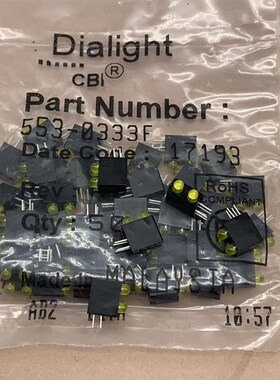 Dialight
CBI®
Part Number :
553-0333F
Date Code : 17193
Rev
RoHS
COMPLIANT
Qty: 50
Made In MALAYSIA
AB2
10:57